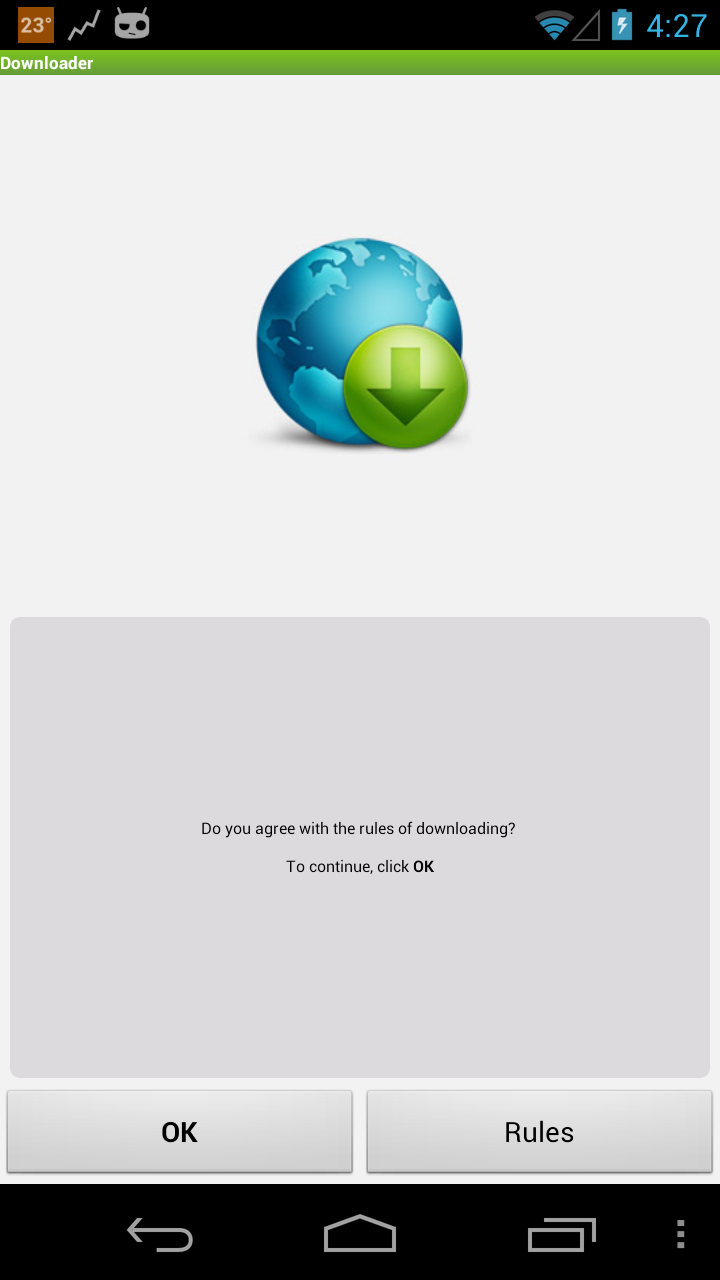 23°
4:27
Downloader
Do you agree with the rules of downloading?
To continue, click OK
OK
Rules